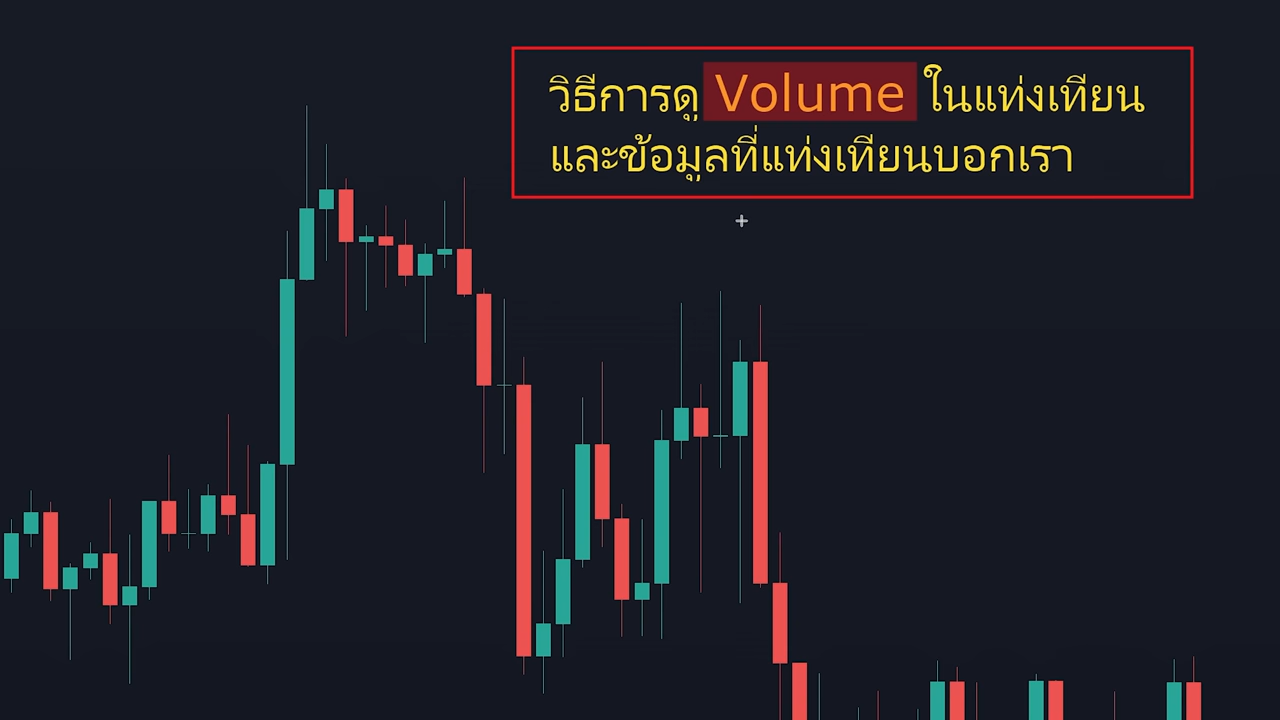 วิธีการดู Volume ในแท่งเทียน
และข้อมูลที่แท่งเทียนบอกเรา